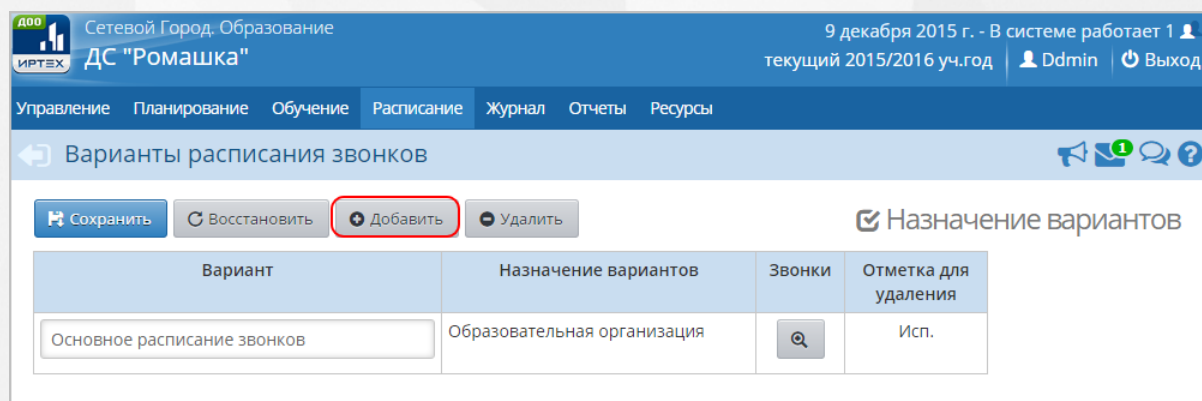 ДОО
ИРТЕХ
Сетевой Город. Образование
ДС "Ромашка"
9 декабря 2015 г. - В системе работает 1
текущий 2015/2016 уч.год Ddmin Выход
Управление Планирование Обучение Расписание Журнал Отчеты Ресурсы
Варианты расписания звонков
1
?
Сохранить Восстановить Добавить Удалить
Назначение вариантов
Вариант Назначение вариантов Звонки Отметка для удаления
Основное расписание звонков Образовательная организация Исп.